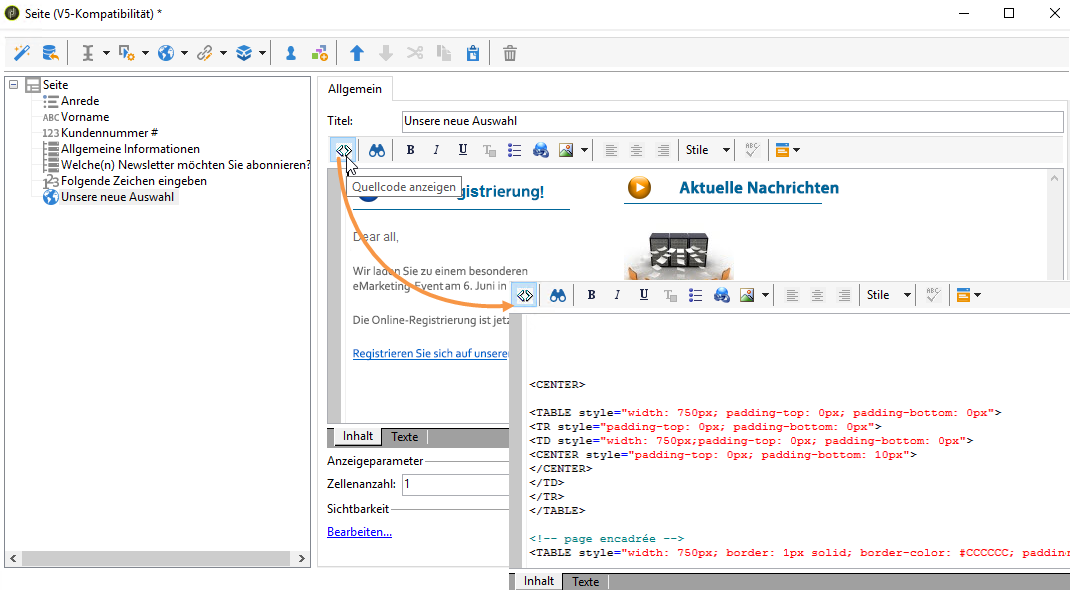 Seite (V5-Kompatibilität) *
Seite
Anrede
ABC Vorname
123 Kundennummer #
Allgemeine Informationen
Welche(n) Newsletter möchten Sie abonnieren?
Folgende Zeichen eingeben
Unsere neue Auswahl
Allgemein
Titel:
Unsere neue Auswahl
B I U Stile ABC
Quellcode anzeigen
gistrierung!
Aktuelle Nachrichten
Dear all,
Wir laden Sie zu einem besonderen
eMarketing-Event am 6. Juni in
Die Online-Registrierung ist jetz
Registrieren Sie sich auf unsere
Inhalt Texte
Anzeigeparameter
Zellenanzahl: 1
Sichtbarkeit
Bearbeiten...
B I U Stile ABC
<CENTER>
<TABLE style="width: 750px; padding-top: 0px; padding-bottom: 0px">
<TR style="padding-top: 0px; padding-bottom: 0px">
<TD style="width: 750px;padding-top: 0px; padding-bottom: 0px">
<CENTER style="padding-top: 0px; padding-bottom: 10px">
</CENTER>
</TD>
</TR>
</TABLE>
<!-- page encadrée -->
<TABLE style="width: 750px; border: 1px solid; border-color: #CCCCCC; paddin
Inhalt Texte